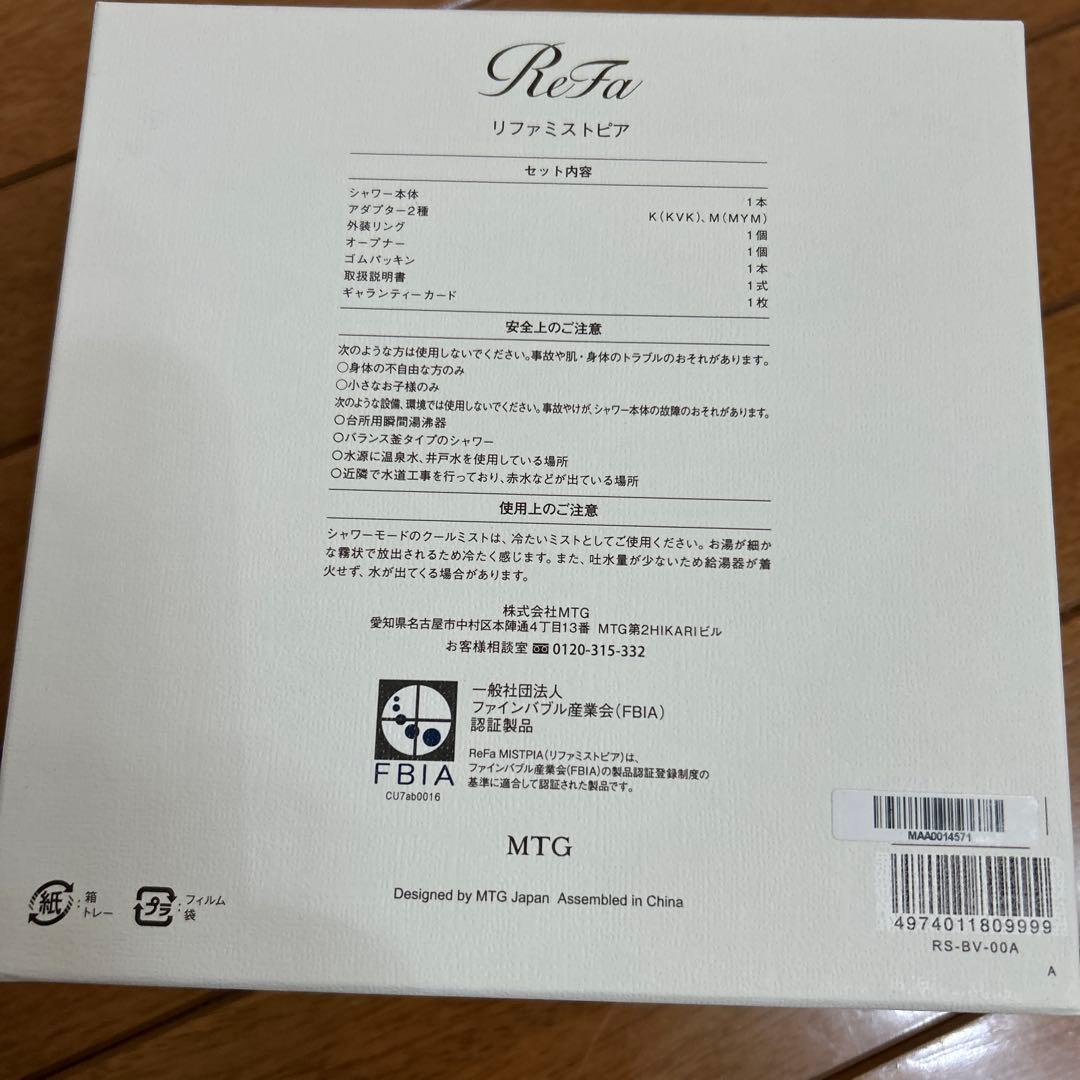 ReFa
リファミストピア
セット内容
シャワー本体 1本
アダプター2種 K(KVK)、M(MYM)
外装リング 1個
オープナー 1個
ゴムパッキン 1本
取扱説明書 1式
ギャランティーカード 1枚
安全上のご注意
次のような方は使用しないでください。事故や肌・身体のトラブルのおそれがあります。
○身体の不自由な方のみ
○小さなお子様のみ
次のような設備、環境では使用しないでください。事故やけが、シャワー本体の故障のおそれがあります。
○台所用瞬間湯沸器
○バランス釜タイプのシャワー
○水源に温泉水、井戸水を使用している場所
○近隣で水道工事を行っており、赤水などが出ている場所
使用上のご注意
シャワーモードのクールミストは、冷たいミストとしてご使用ください。お湯が細か
な霧状で放出されるため冷たく感じます。また、吐水量が少ないため給湯器が着
火せず、水が出てくる場合があります。
株式会社MTG
愛知県名古屋市中村区本陣通4丁目13番 MTG第2HIKARIビル
お客様相談室 0120-315-332
一般社団法人
ファインバブル産業会(FBIA)
認証製品
ReFa MISTPIA(リファミストピア)は、
ファインバブル産業会(FBIA)の製品認証登録制度の
基準に適合して認証された製品です。
FBIA
CU7ab0016
MTG
Designed by MTG Japan Assembled in China
紙 : 箱
トレー
プラ : フィルム
袋
MAA0014571
4974011809999
RS-BV-00A
A